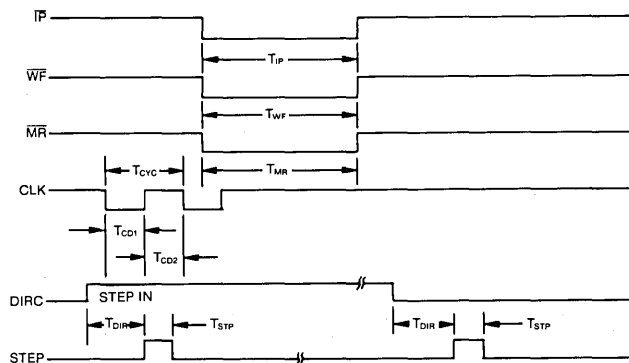 IP
T_IP
WF
T_WF
MR
T_CYC
T_MR
CLK
T_CD1
T_CD2
STEP IN
DIRC
T_DIR
T_STP
T_DIR
T_STP
STEP